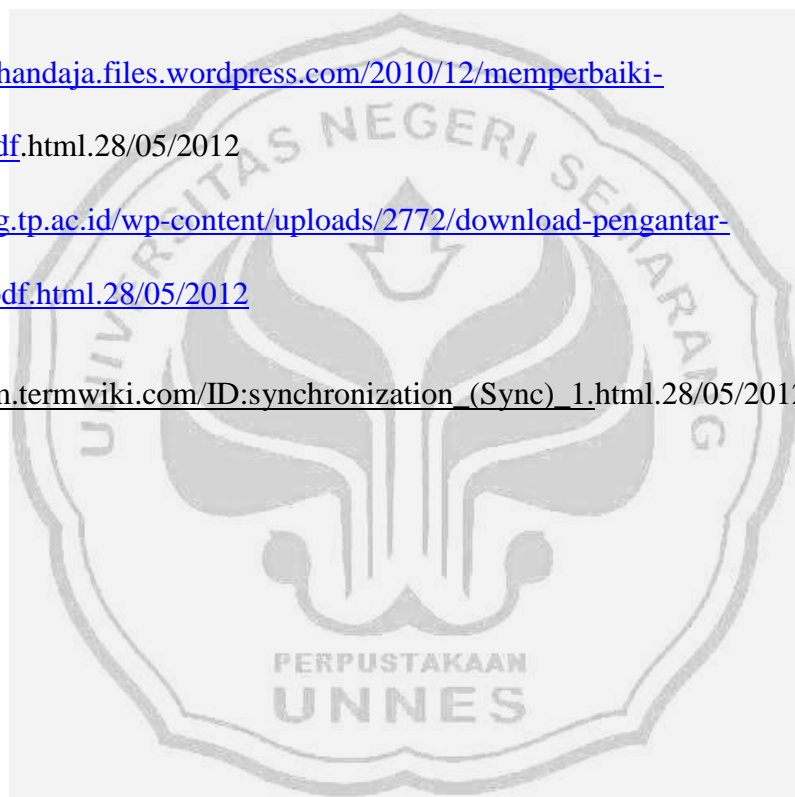 handaja.files.wordpress.com/2010/12/memperbaiki-
df.html.28/05/2012
g.tp.ac.id/wp-content/uploads/2772/download-pengantar-
df.html.28/05/2012
n.termwiki.com/ID:synchronization_(Sync)_1.html.28/05/2012
UNIVERSITAS NEGERI SEMARANG
PERPUSTAKAAN
UNNES